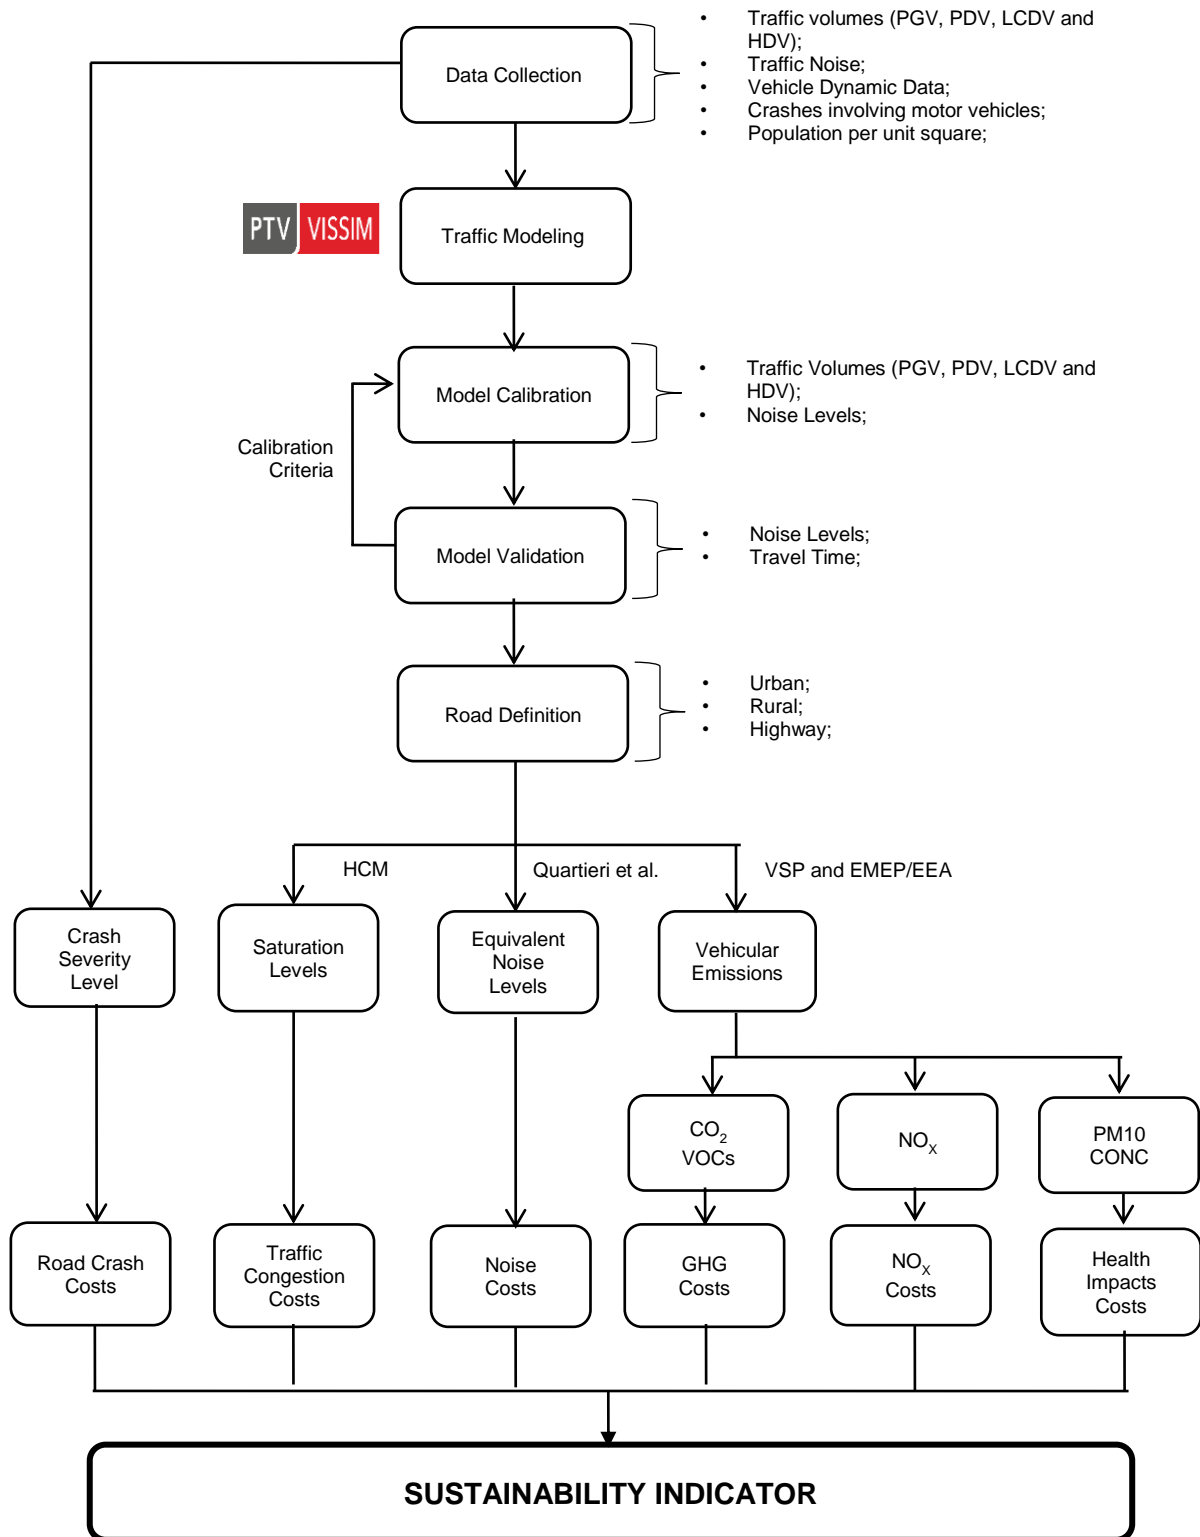 • Traffic volumes (PGV, PDV, LCDV and
HDV);
• Traffic Noise;
• Vehicle Dynamic Data;
• Crashes involving motor vehicles;
• Population per unit square;
Data Collection
PTV VISSIM
Traffic Modeling
Model Calibration
• Traffic Volumes (PGV, PDV, LCDV and
HDV);
• Noise Levels;
Calibration
Criteria
Model Validation
• Noise Levels;
• Travel Time;
Road Definition
• Urban;
• Rural;
• Highway;
HCM
Quartieri et al.
VSP and EMEP/EEA
Crash
Severity
Level
Saturation
Levels
Equivalent
Noise
Levels
Vehicular
Emissions
CO2
VOCs
NOX
PM10
CONC
Road Crash
Costs
Traffic
Congestion
Costs
Noise
Costs
GHG
Costs
NOX
Costs
Health
Impacts
Costs
SUSTAINABILITY INDICATOR